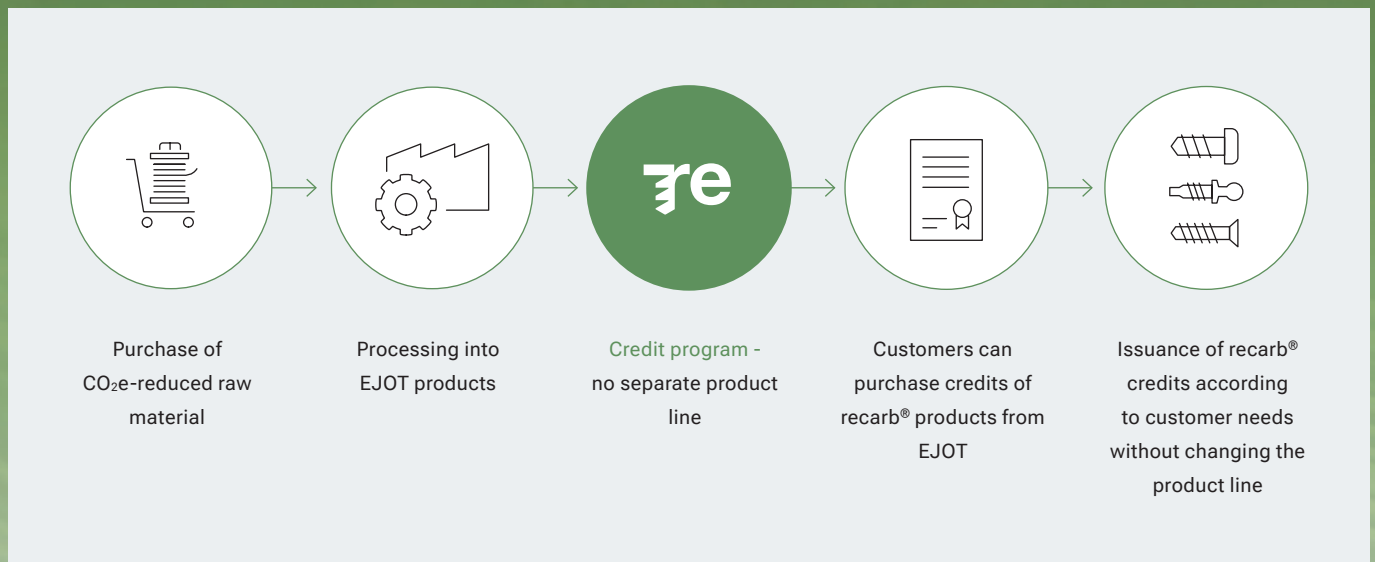 re
Purchase of
CO₂e-reduced raw
material
Processing into
EJOT products
Credit program -
no separate product
line
Customers can
purchase credits of
recarb® products from
EJOT
Issuance of recarb®
credits according
to customer needs
without changing the
product line